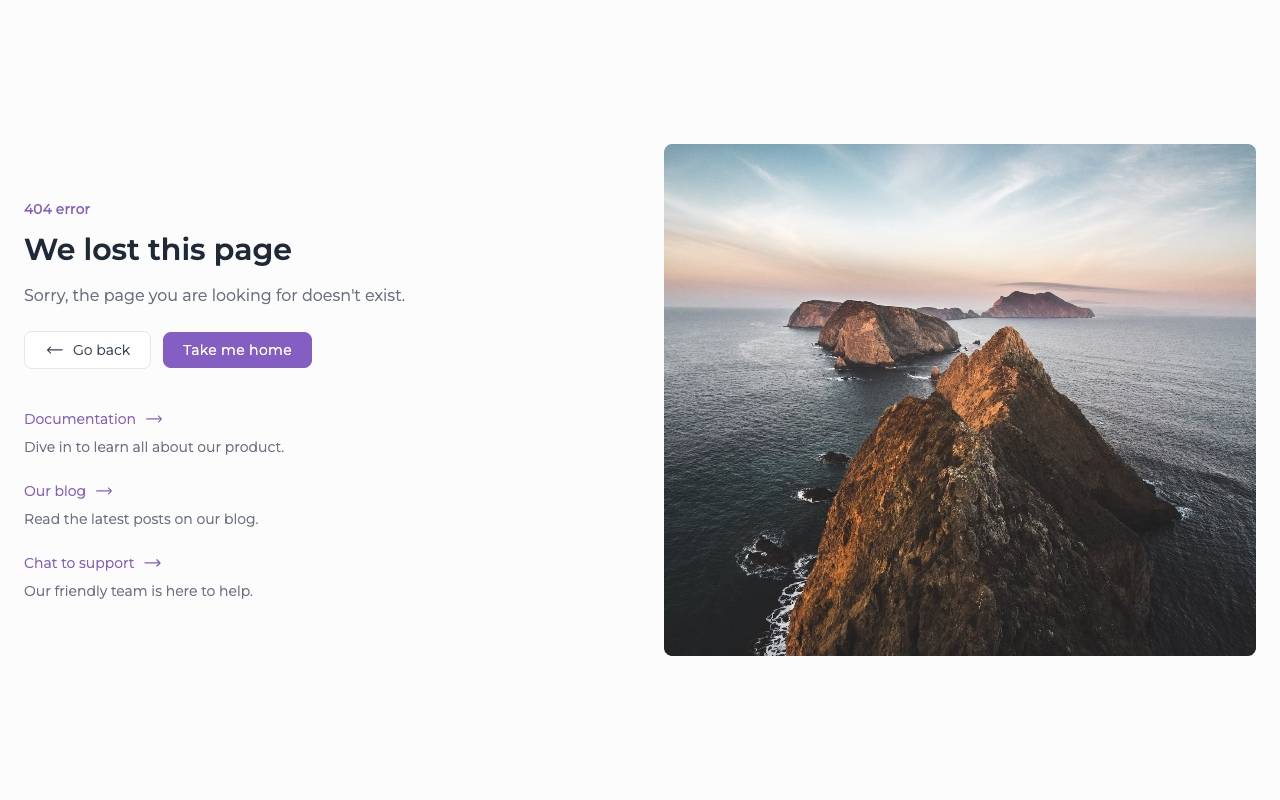 404 error
We lost this page
Sorry, the page you are looking for doesn't exist.
Go back
Take me home
Documentation
Dive in to learn all about our product.
Our blog
Read the latest posts on our blog.
Chat to support
Our friendly team is here to help.